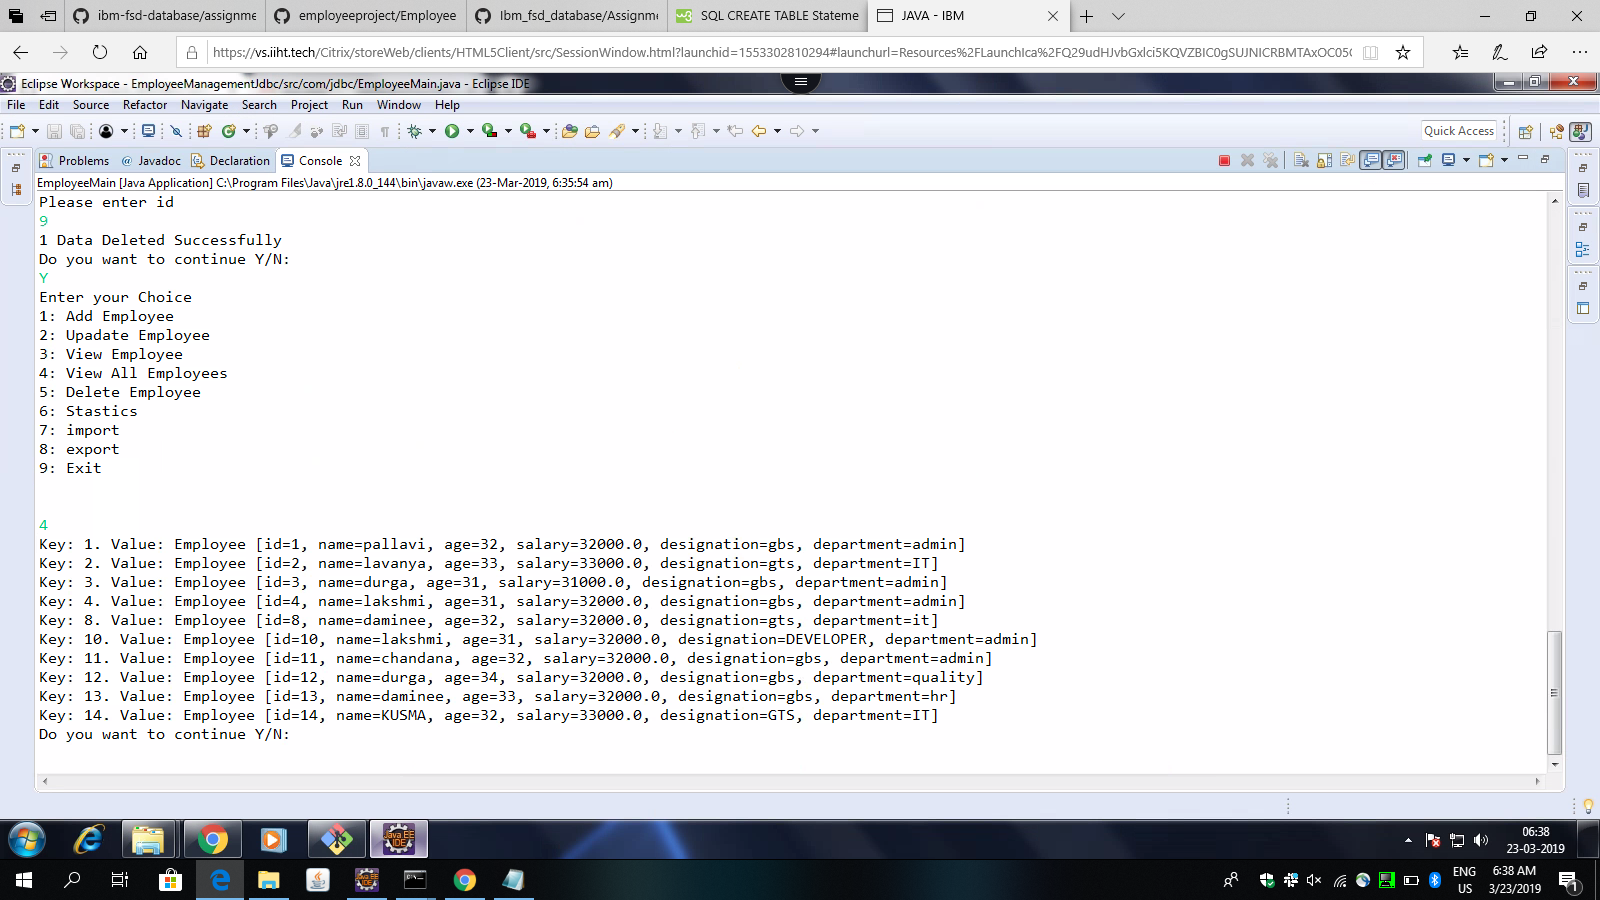 ibm-fsd-database/assignme
employeeproject/Employee
Ibm_fsd_database/Assignm
SQL CREATE TABLE Stateme
JAVA - IBM
https://vs.iiht.tech/Citrix/storeWeb/clients/HTML5Client/src/SessionWindow.html?launchid=1553302810294#launchurl=Resources%2FLaunchIca%2FQ29udHJvbGxlci5KQVZBIC0gSUJNICRBMTAxOC05C
Eclipse Workspace - EmployeeManagementJdbc/src/com/jdbc/EmployeeMain.java - Eclipse IDE
File Edit Source Refactor Navigate Search Project Run Window Help
Quick Access
Problems @ Javadoc Declaration Console
EmployeeMain [Java Application] C:\Program Files\Java\jre1.8.0_144\bin\javaw.exe (23-Mar-2019, 6:35:54 am)
Please enter id
9
1 Data Deleted Successfully
Do you want to continue Y/N:
Y
Enter your Choice
1: Add Employee
2: Upadate Employee
3: View Employee
4: View All Employees
5: Delete Employee
6: Stastics
7: import
8: export
9: Exit
4
Key: 1. Value: Employee [id=1, name=pallavi, age=32, salary=32000.0, designation=gbs, department=admin]
Key: 2. Value: Employee [id=2, name=lavanya, age=33, salary=33000.0, designation=gts, department=IT]
Key: 3. Value: Employee [id=3, name=durga, age=31, salary=31000.0, designation=gbs, department=admin]
Key: 4. Value: Employee [id=4, name=lakshmi, age=31, salary=32000.0, designation=gbs, department=admin]
Key: 8. Value: Employee [id=8, name=daminee, age=32, salary=32000.0, designation=gts, department=it]
Key: 10. Value: Employee [id=10, name=lakshmi, age=31, salary=32000.0, designation=DEVELOPER, department=admin]
Key: 11. Value: Employee [id=11, name=chandana, age=32, salary=32000.0, designation=gbs, department=admin]
Key: 12. Value: Employee [id=12, name=durga, age=34, salary=32000.0, designation=gbs, department=quality]
Key: 13. Value: Employee [id=13, name=daminee, age=33, salary=32000.0, designation=gbs, department=hr]
Key: 14. Value: Employee [id=14, name=KUSMA, age=32, salary=33000.0, designation=GTS, department=IT]
Do you want to continue Y/N:
Java EE
IDE
06:38
23-03-2019
ENG
US
6:38 AM
3/23/2019
1